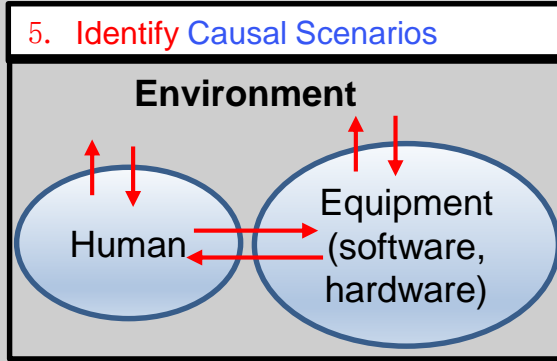 5. Identify Causal Scenarios
Environment
Human
Equipment
(software,
hardware)